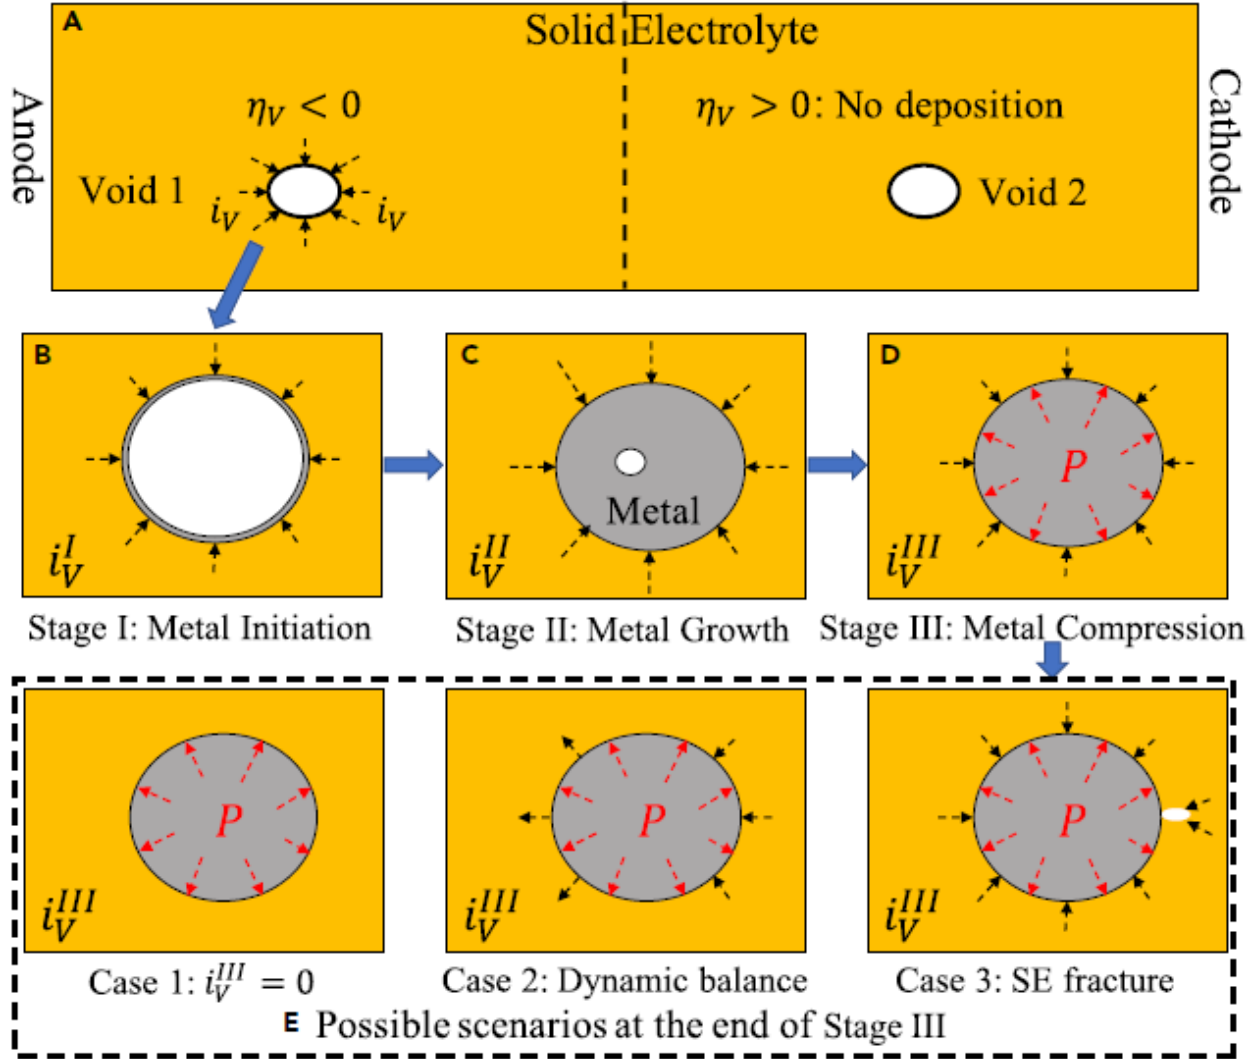 A
Solid Electrolyte
Anode
Cathode
η_V < 0
η_V > 0: No deposition
Void 1
i_V
i_V
Void 2
B
i_V^I
Stage I: Metal Initiation
C
Metal
i_V^{II}
Stage II: Metal Growth
D
P
i_V^{III}
Stage III: Metal Compression
P
i_V^{III}
Case 1: i_V^{III} = 0
P
i_V^{III}
Case 2: Dynamic balance
P
i_V^{III}
Case 3: SE fracture
E Possible scenarios at the end of Stage III